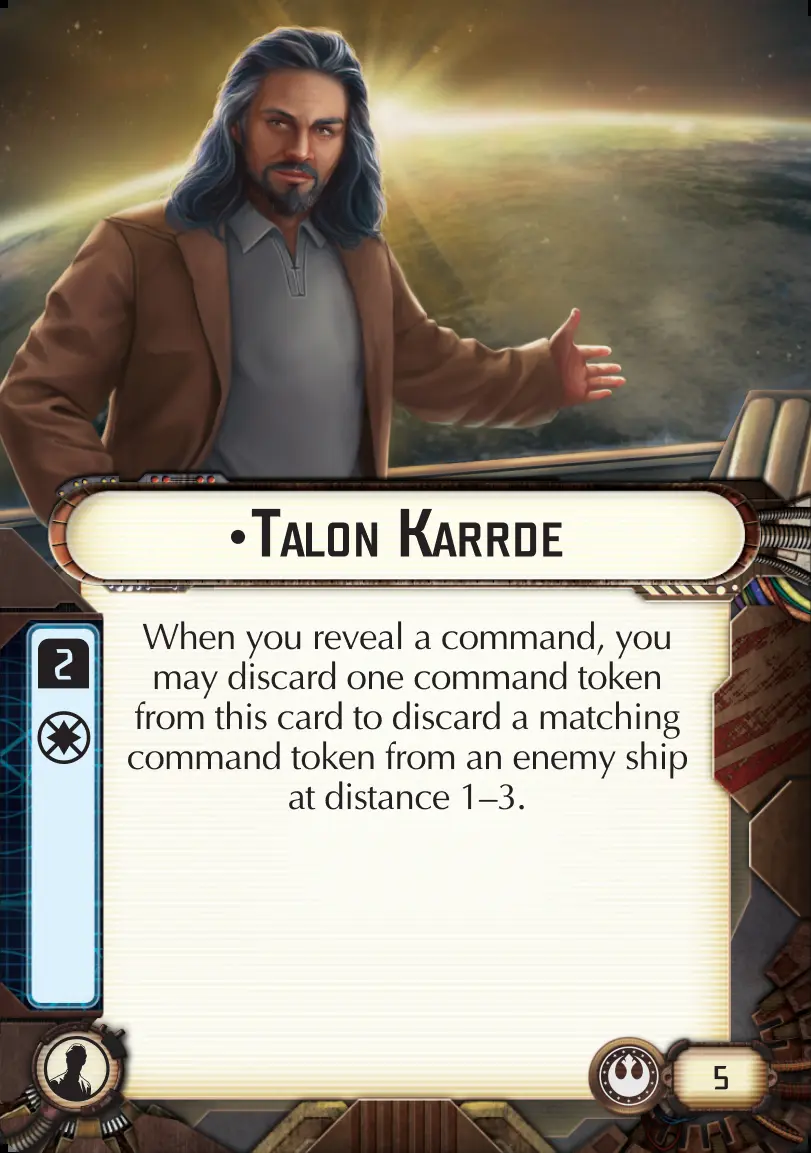 •Talon Karrde
2
When you reveal a command, you
may discard one command token
from this card to discard a matching
command token from an enemy ship
at distance 1–3.
5